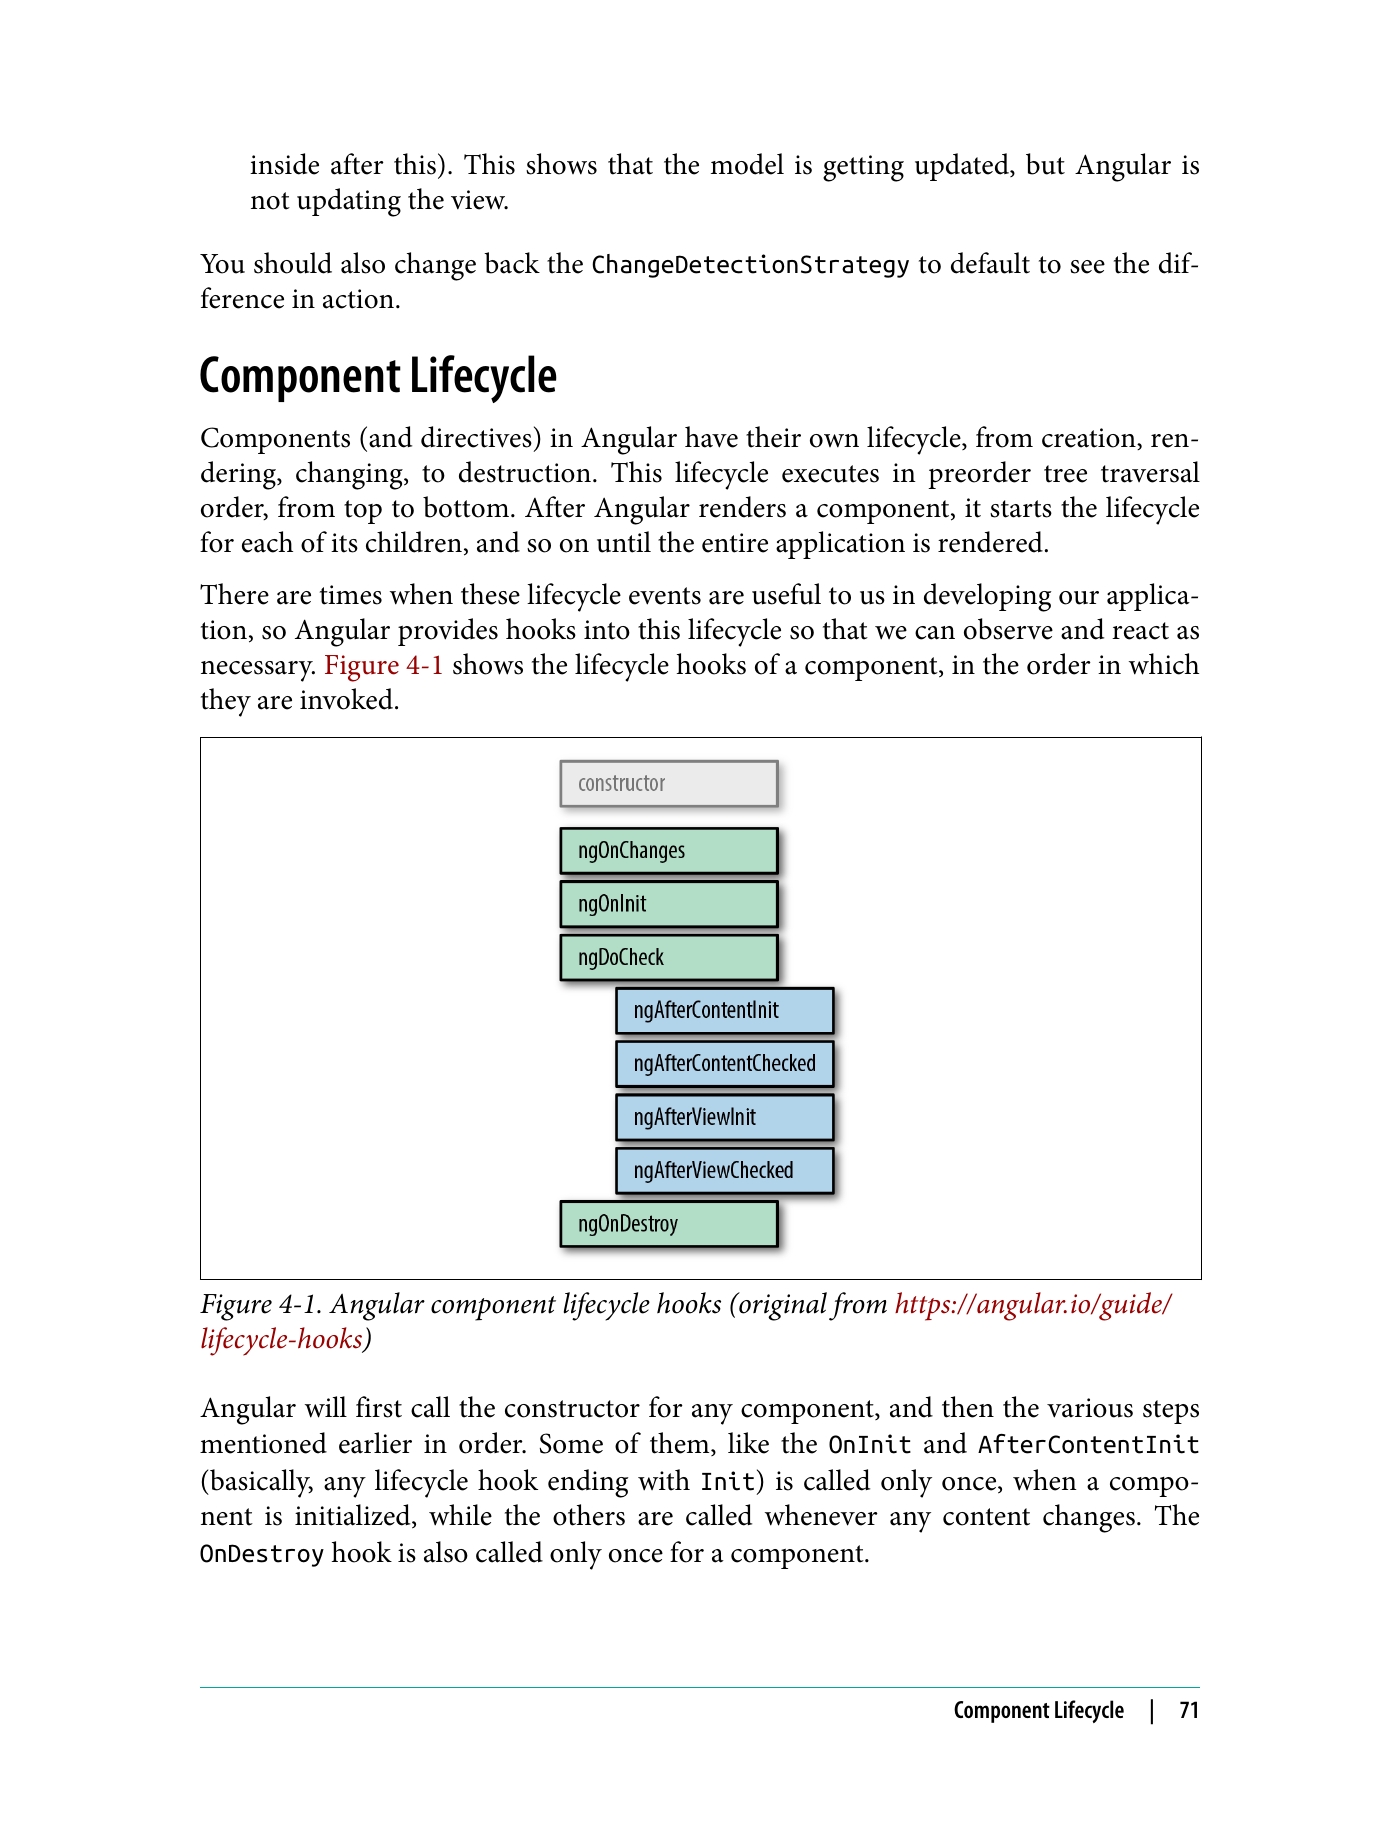 inside after this). This shows that the model is getting updated, but Angular is
not updating the view.
You should also change back the ChangeDetectionStrategy to default to see the dif-
ference in action.
Component Lifecycle
Components (and directives) in Angular have their own lifecycle, from creation, ren-
dering, changing, to destruction. This lifecycle executes in preorder tree traversal
order, from top to bottom. After Angular renders a component, it starts the lifecycle
for each of its children, and so on until the entire application is rendered.
There are times when these lifecycle events are useful to us in developing our applica-
tion, so Angular provides hooks into this lifecycle so that we can observe and react as
necessary. Figure 4-1 shows the lifecycle hooks of a component, in the order in which
they are invoked.
constructor
ngOnChanges
ngOnInit
ngDoCheck
ngAfterContentInit
ngAfterContentChecked
ngAfterViewInit
ngAfterViewChecked
ngOnDestroy
Figure 4-1. Angular component lifecycle hooks (original from https://angular.io/guide/
lifecycle-hooks)
Angular will first call the constructor for any component, and then the various steps
mentioned earlier in order. Some of them, like the OnInit and AfterContentInit
(basically, any lifecycle hook ending with Init) is called only once, when a compo-
nent is initialized, while the others are called whenever any content changes. The
OnDestroy hook is also called only once for a component.
Component Lifecycle | 71